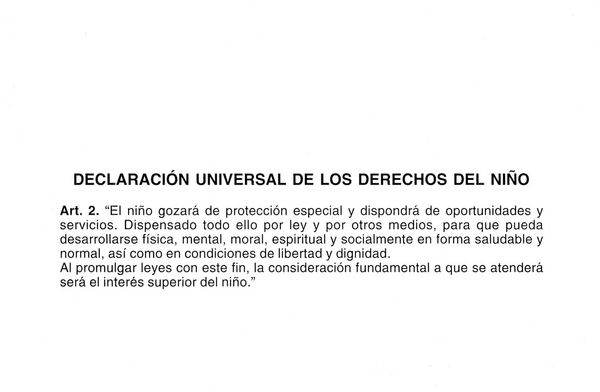 DECLARACIÓN UNIVERSAL DE LOS DERECHOS DEL NIÑO
Art. 2. “El niño gozará de protección especial y dispondrá de oportunidades y
servicios. Dispensado todo ello por ley y por otros medios, para que pueda
desarrollarse física, mental, moral, espiritual y socialmente en forma saludable y
normal, así como en condiciones de libertad y dignidad.
Al promulgar leyes con este fin, la consideración fundamental a que se atenderá
será el interés superior del niño.”